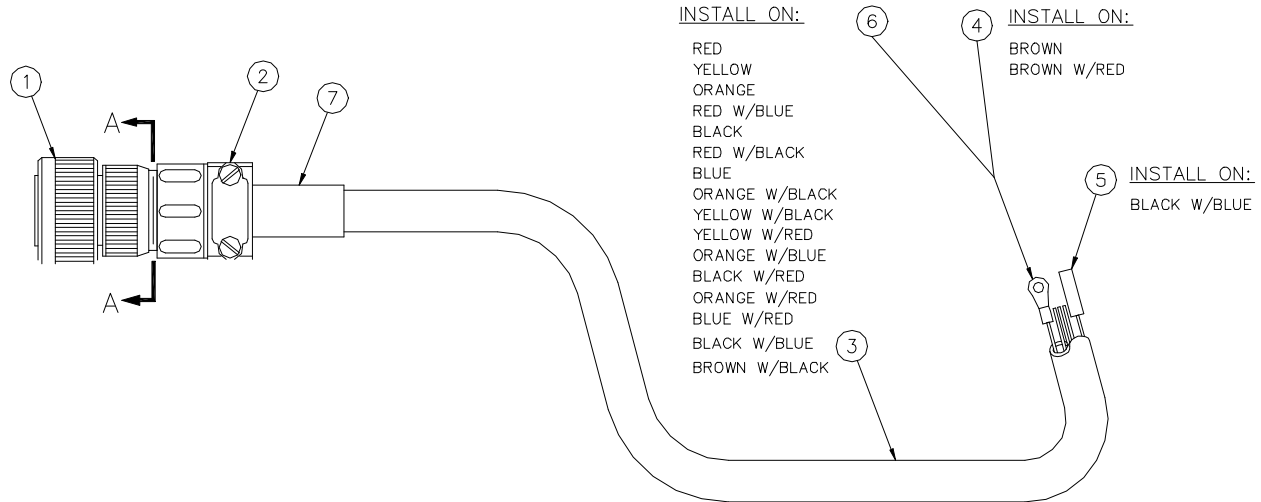 1
A
A
2
7
INSTALL ON:
RED
YELLOW
ORANGE
RED W/BLUE
BLACK
RED W/BLACK
BLUE
ORANGE W/BLACK
YELLOW W/BLACK
YELLOW W/RED
ORANGE W/BLUE
BLACK W/RED
ORANGE W/RED
BLUE W/RED
BLACK W/BLUE
BROWN W/BLACK
3
6
4
INSTALL ON:
BROWN
BROWN W/RED
5
INSTALL ON:
BLACK W/BLUE